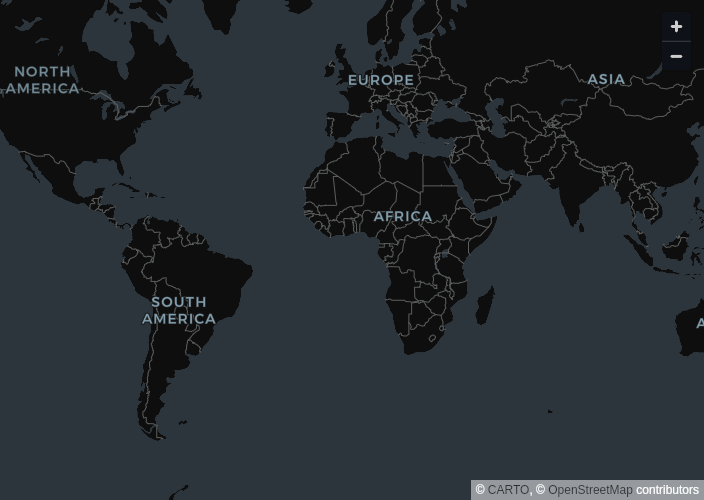 +
NORTH
AMERICA
EUROPE
ASIA
−
AFRICA
SOUTH
AMERICA
A
© CARTO, © OpenStreetMap contributors